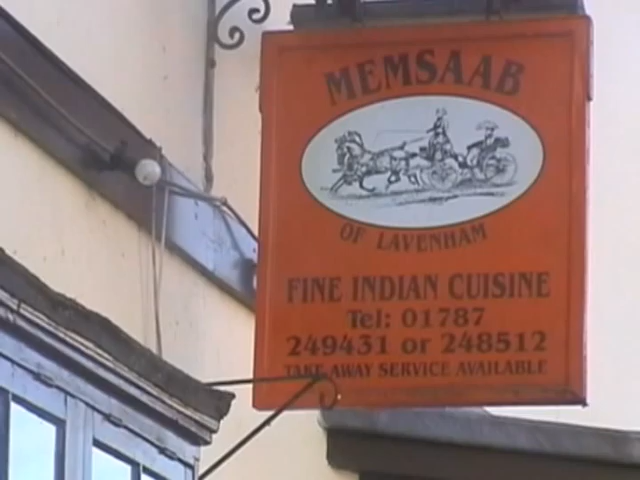 MEMSAAB
OF LAVENHAM
FINE INDIAN CUISINE
Tel: 01787
249431 or 248512
TAKE AWAY SERVICE AVAILABLE